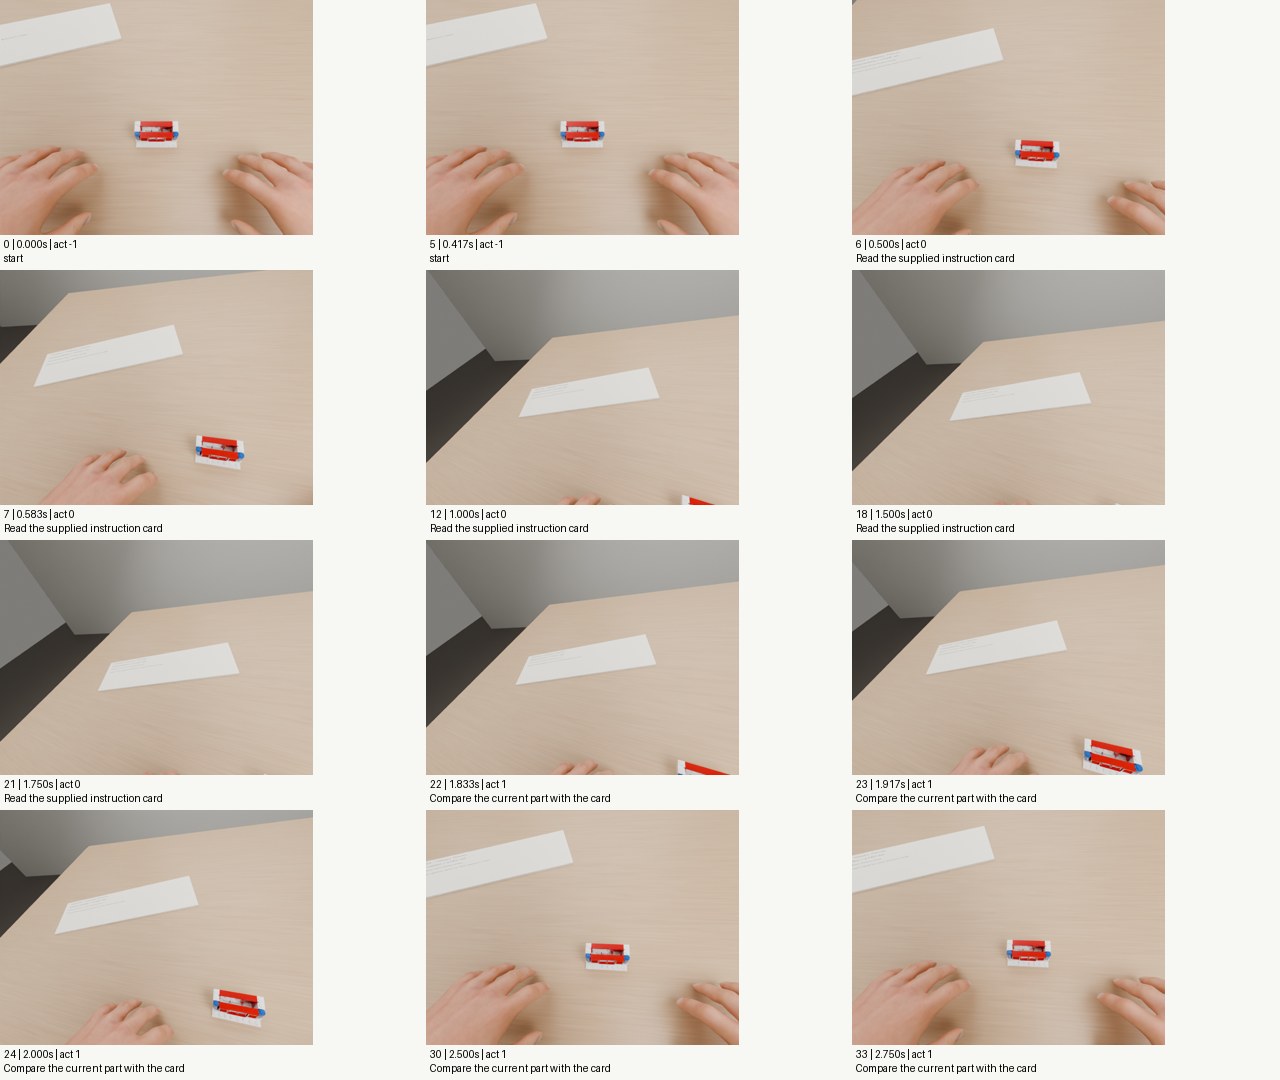 0 | 0.000s | act -1
start
5 | 0.417s | act -1
start
6 | 0.500s | act 0
Read the supplied instruction card
7 | 0.583s | act 0
Read the supplied instruction card
12 | 1.000s | act 0
Read the supplied instruction card
18 | 1.500s | act 0
Read the supplied instruction card
21 | 1.750s | act 0
Read the supplied instruction card
22 | 1.833s | act 1
Compare the current part with the card
23 | 1.917s | act 1
Compare the current part with the card
24 | 2.000s | act 1
Compare the current part with the card
30 | 2.500s | act 1
Compare the current part with the card
33 | 2.750s | act 1
Compare the current part with the card